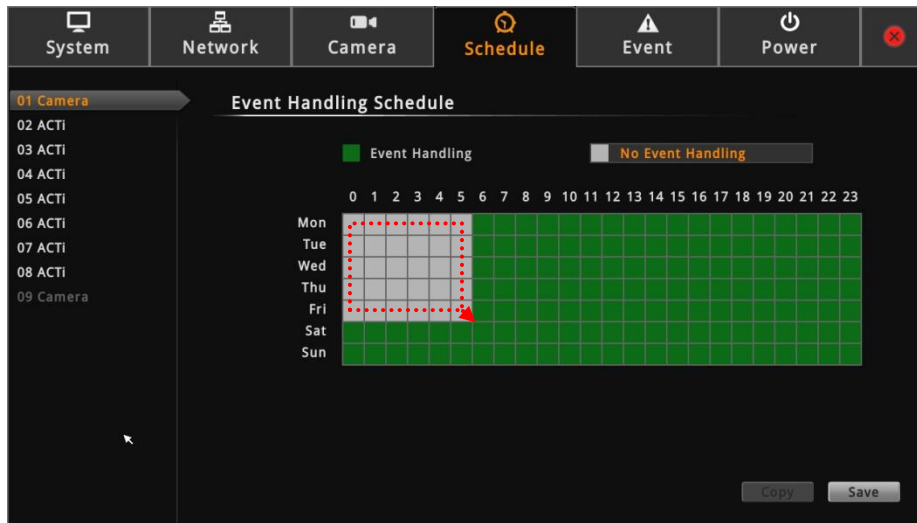 System Network Camera Schedule Event Power
01 Camera
02 ACTi
03 ACTi
04 ACTi
05 ACTi
06 ACTi
07 ACTi
08 ACTi
09 Camera
Event Handling Schedule
Event Handling No Event Handling
0 1 2 3 4 5 6 7 8 9 10 11 12 13 14 15 16 17 18 19 20 21 22 23
Mon
Tue
Wed
Thu
Fri
Sat
Sun
Copy Save